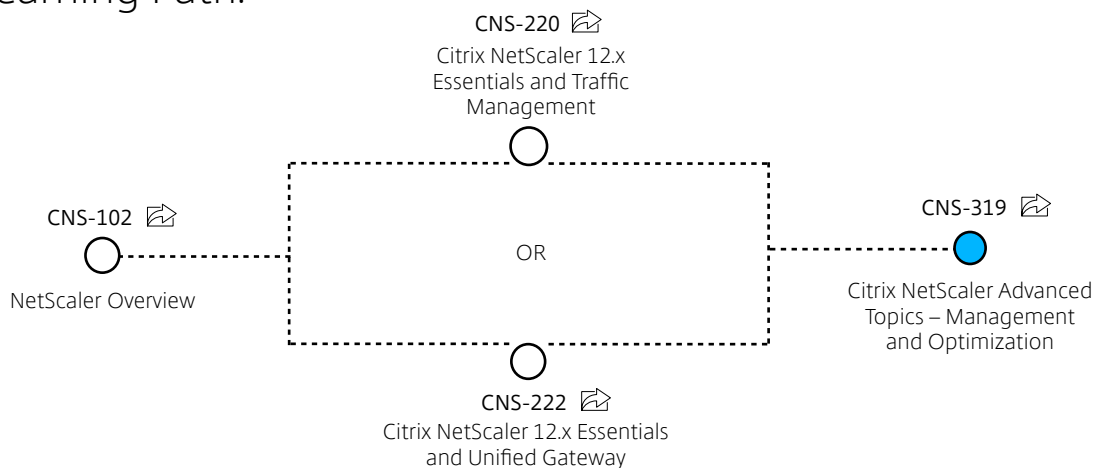 CNS-220
Citrix NetScaler 12.x
Essentials and Traffic
Management
CNS-102
NetScaler Overview
OR
CNS-319
Citrix NetScaler Advanced
Topics – Management
and Optimization
CNS-222
Citrix NetScaler 12.x Essentials
and Unified Gateway